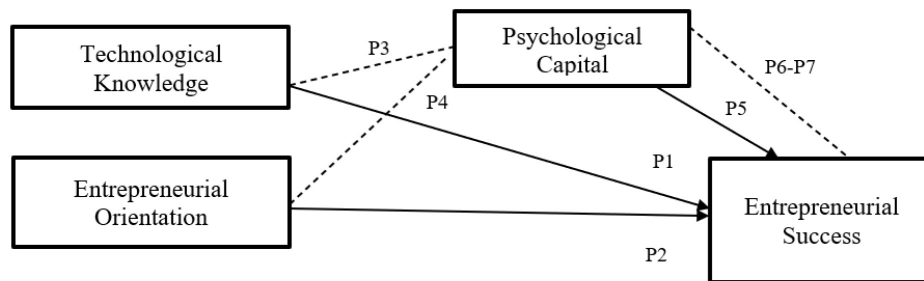 Technological
Knowledge
P3
Psychological
Capital
P6-P7
P4
P5
Entrepreneurial
Orientation
P1
Entrepreneurial
Success
P2